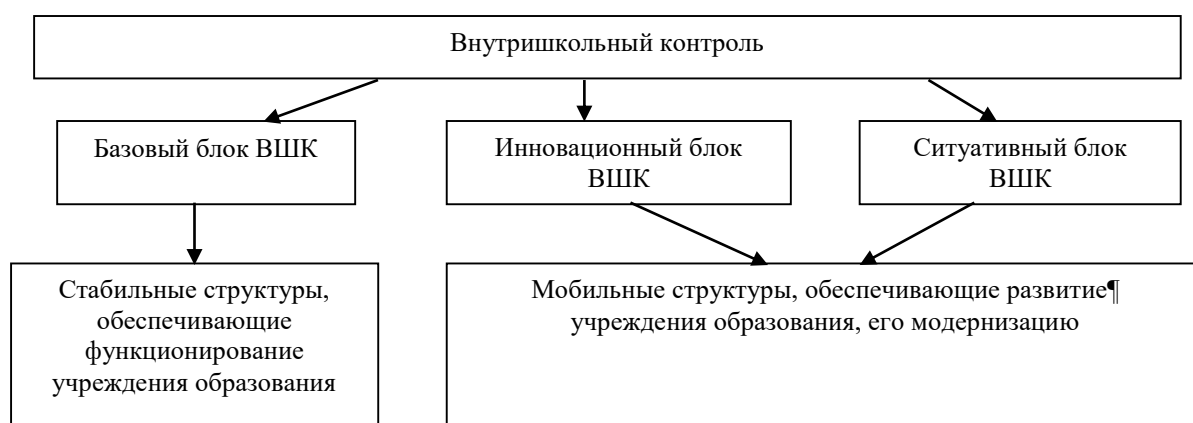 Внутришкольный контроль
Базовый блок ВШК
Инновационный блок
ВШК
Ситуативный блок
ВШК
Стабильные структуры,
обеспечивающие
функционирование
учреждения образования
Мобильные структуры, обеспечивающие развитие¶
учреждения образования, его модернизацию